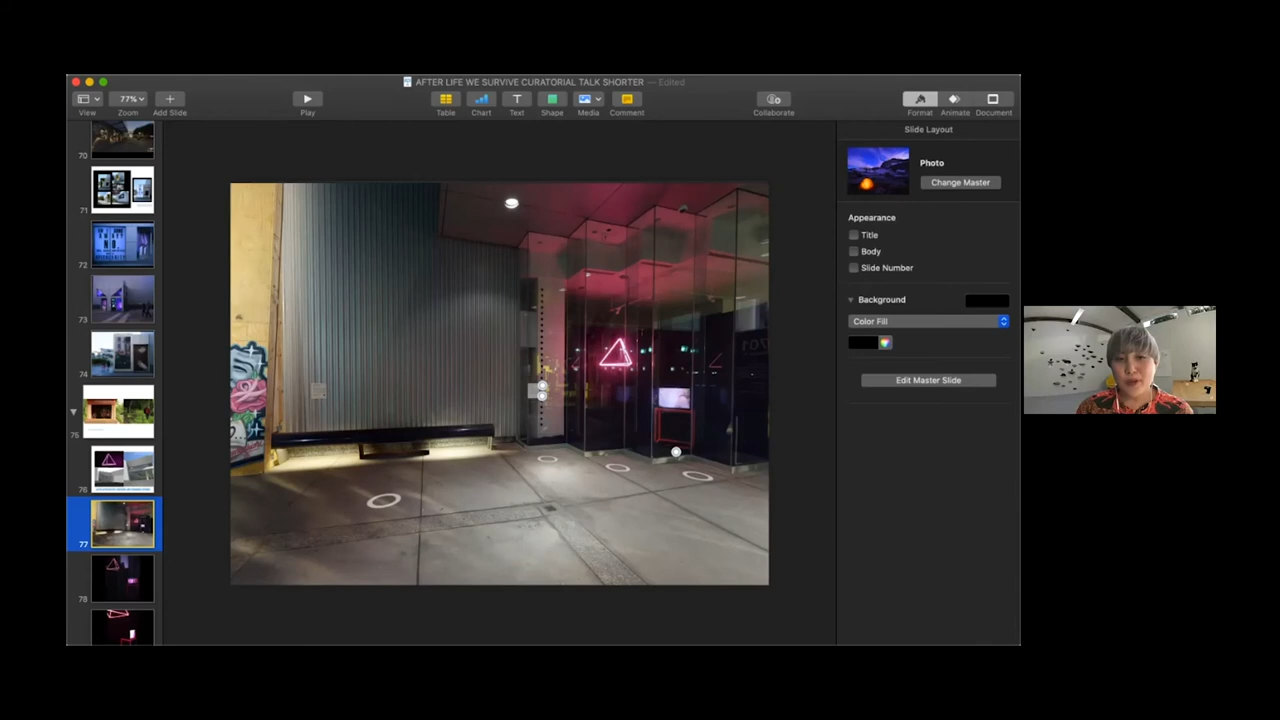 AFTER LIFE WE SURVIVE CURATORIAL TALK SHORTER — Edited
77%
View
Zoom
Add Slide
Play
Table
Chart
Text
Shape
Media
Comment
Collaborate
Format
Animate
Document
Slide Layout
Photo
Change Master
Appearance
Title
Body
Slide Number
Background
Color Fill
Edit Master Slide
70
71
72
73
74
75
76
77
78